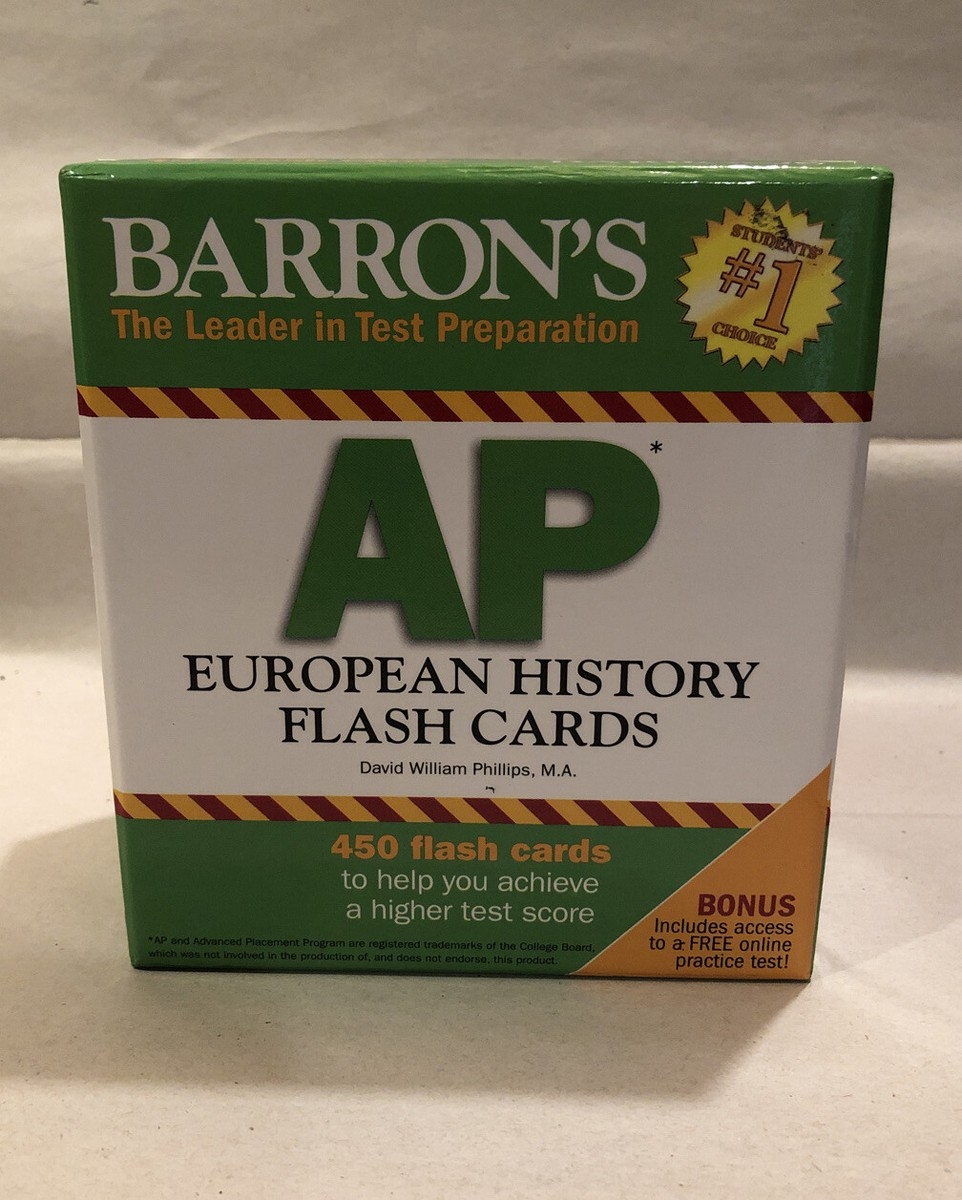 BARRON'S
The Leader in Test Preparation
STUDENTS'
#1
CHOICE
AP*
EUROPEAN HISTORY
FLASH CARDS
David William Phillips, M.A.
450 flash cards
to help you achieve
a higher test score
*AP and Advanced Placement Program are registered trademarks of the College Board,
which was not involved in the production of, and does not endorse, this product.
BONUS
Includes access
to a FREE online
practice test!